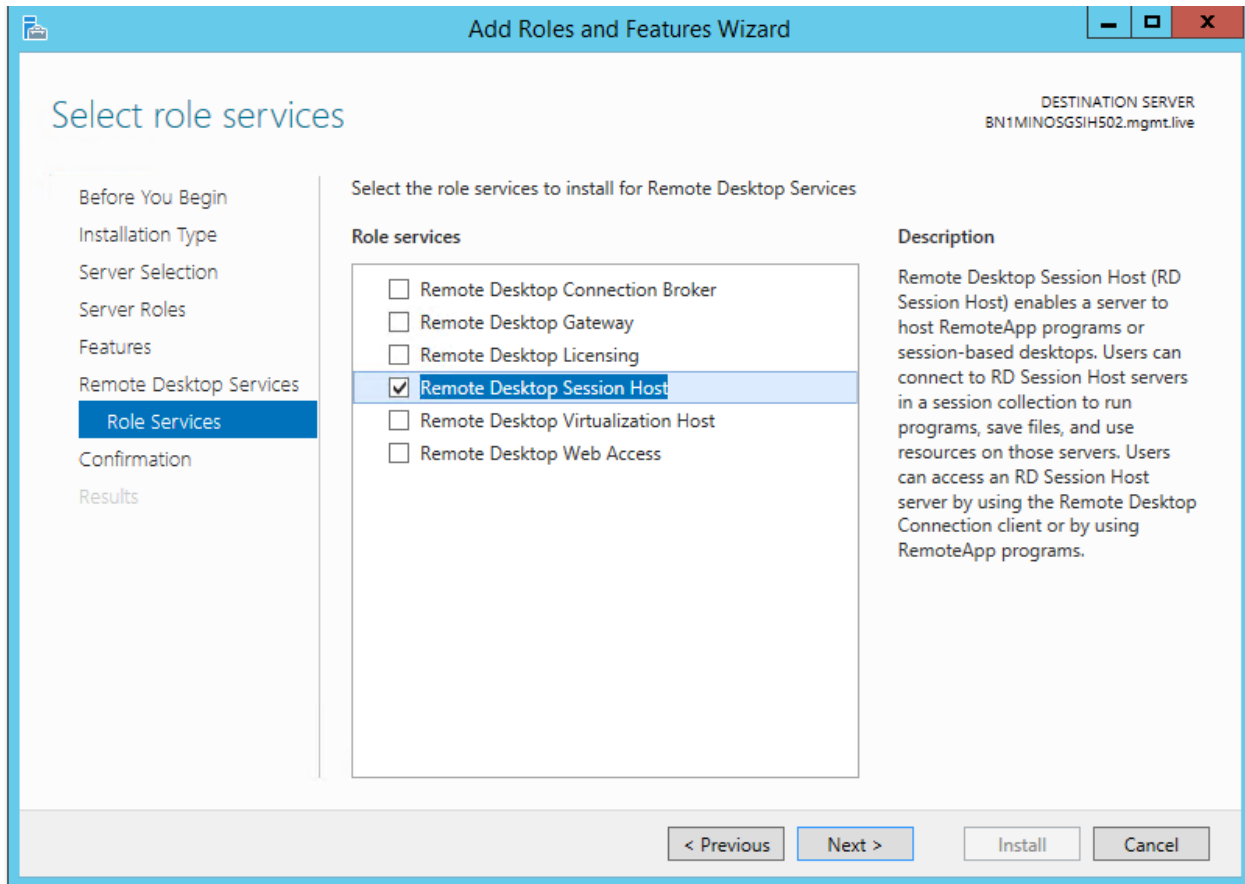 Add Roles and Features Wizard
Select role services
DESTINATION SERVER
BN1MINOSGSIH502.mgmt.live
Before You Begin
Installation Type
Server Selection
Server Roles
Features
Remote Desktop Services
Role Services
Confirmation
Results
Select the role services to install for Remote Desktop Services
Role services
Remote Desktop Connection Broker
Remote Desktop Gateway
Remote Desktop Licensing
Remote Desktop Session Host
Remote Desktop Virtualization Host
Remote Desktop Web Access
Description
Remote Desktop Session Host (RD
Session Host) enables a server to
host RemoteApp programs or
session-based desktops. Users can
connect to RD Session Host servers
in a session collection to run
programs, save files, and use
resources on those servers. Users
can access an RD Session Host
server by using the Remote Desktop
Connection client or by using
RemoteApp programs.
< Previous
Next >
Install
Cancel